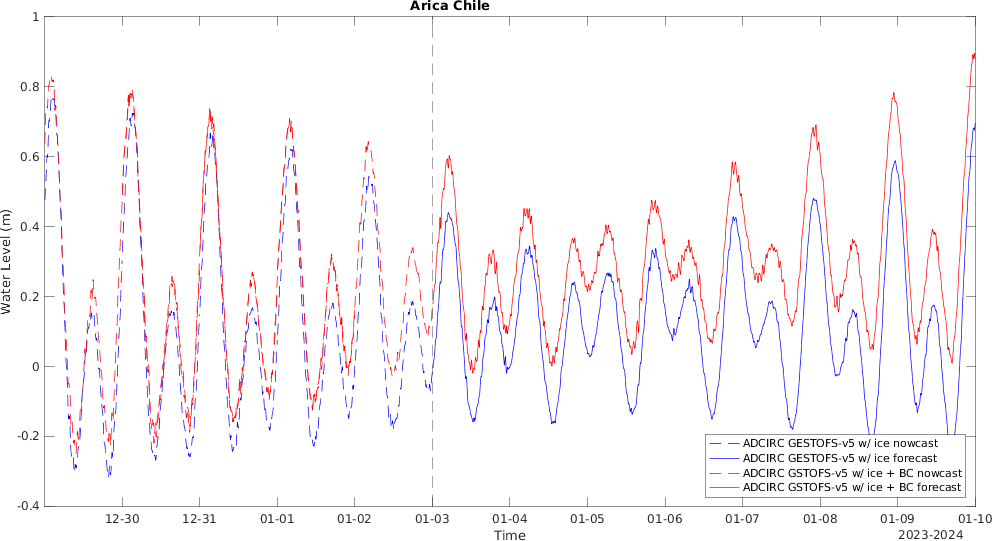 Arica Chile
Water Level (m)
1
0.8
0.6
0.4
0.2
0
-0.2
-0.4
12-30 12-31 01-01 01-02 01-03 01-04 01-05 01-06 01-07 01-08 01-09 01-10
Time
2023-2024
ADCIRC GESTOFS-v5 w/ ice nowcast
ADCIRC GESTOFS-v5 w/ ice forecast
ADCIRC GSTOFS-v5 w/ ice + BC nowcast
ADCIRC GSTOFS-v5 w/ ice + BC forecast